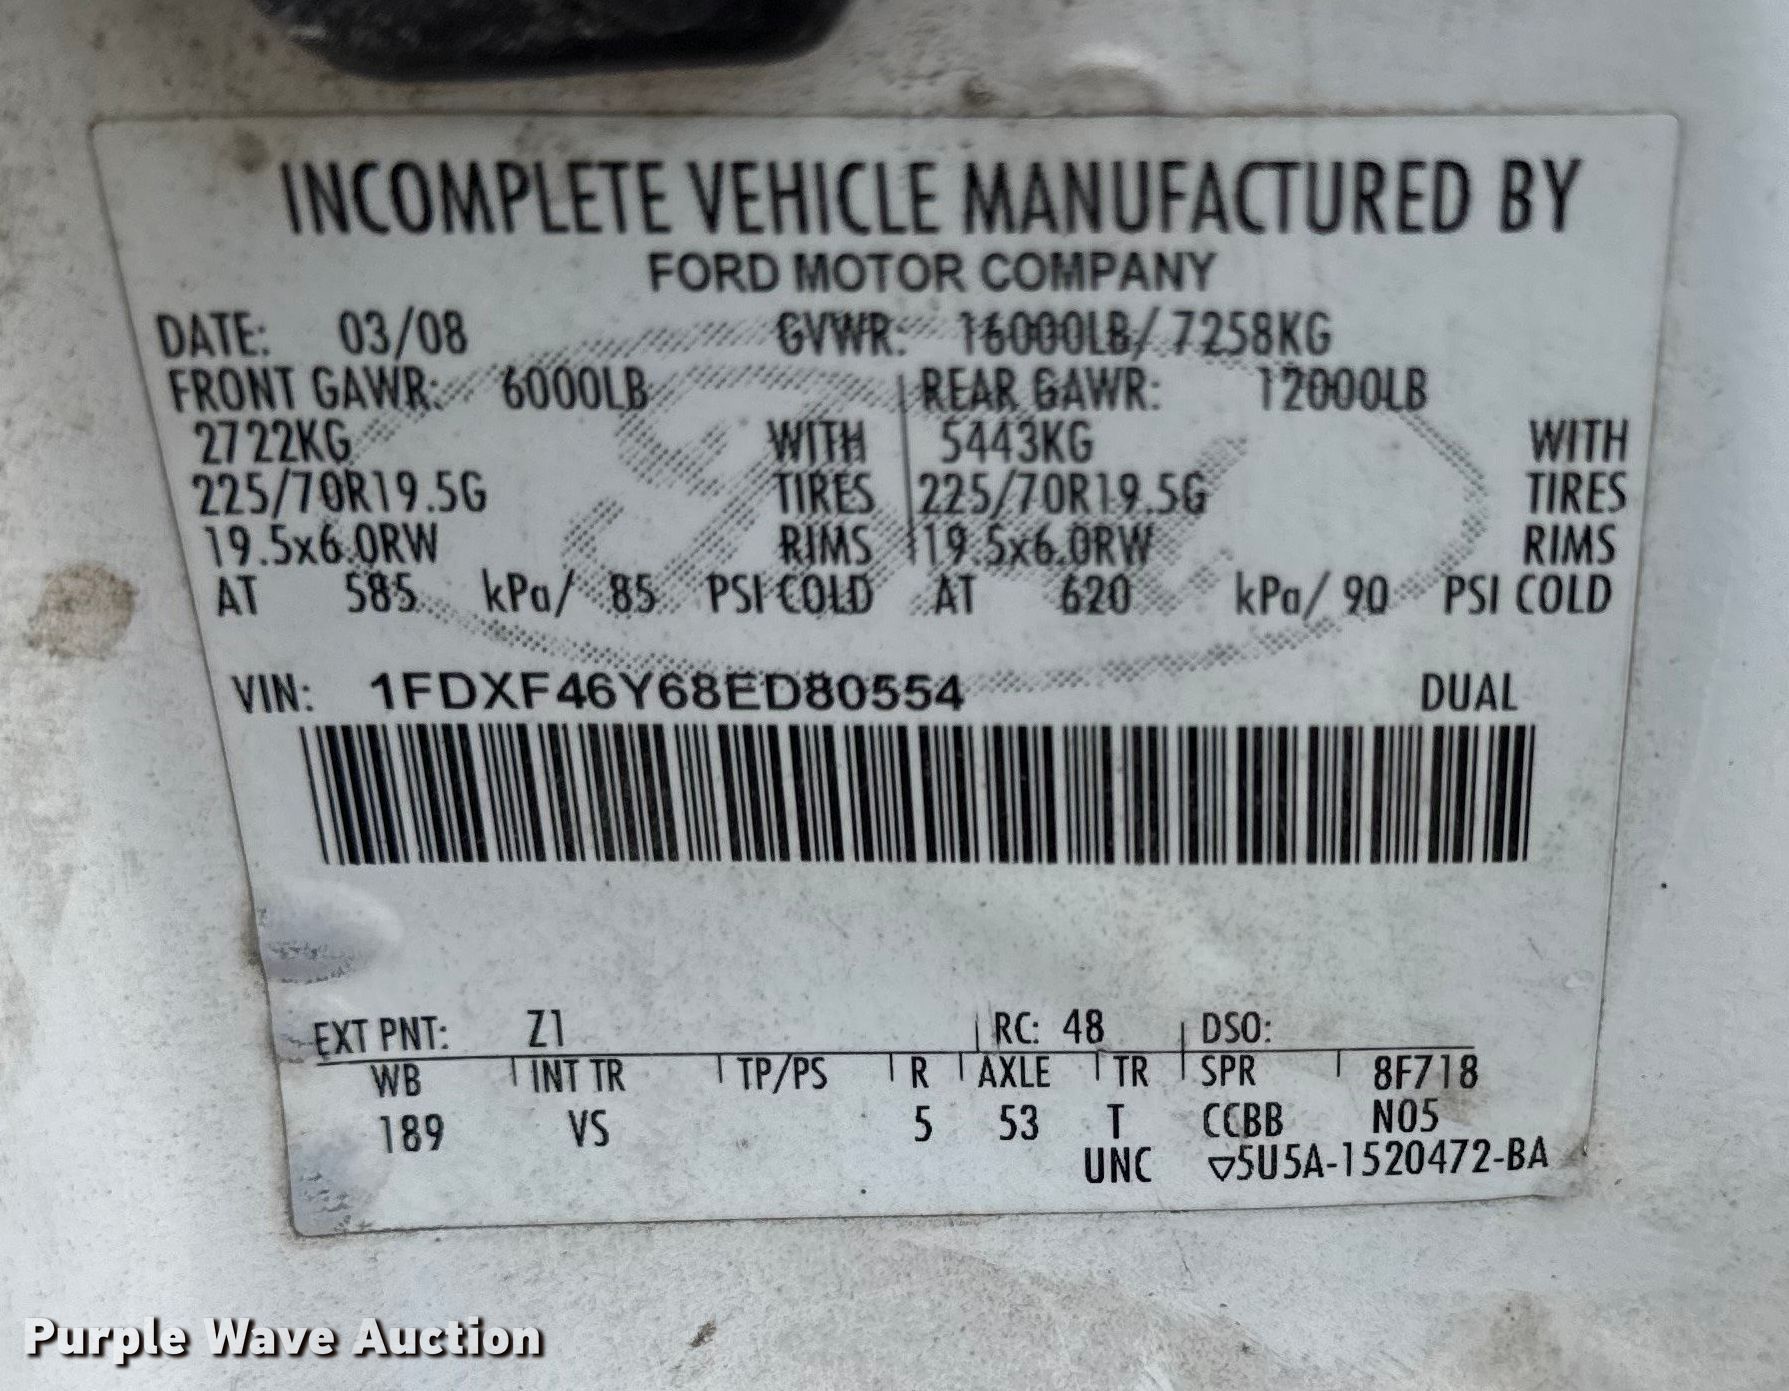 INCOMPLETE VEHICLE MANUFACTURED BY
FORD MOTOR COMPANY
DATE: 03/08 GVWR: 16000LB/ 7258KG
FRONT GAWR: 6000LB REAR GAWR: 12000LB
2722KG WITH 5443KG WITH
225/70R19.5G TIRES 225/70R19.5G TIRES
19.5x6.0RW RIMS 19.5x6.0RW RIMS
AT 585 kPa/ 85 PSI COLD AT 620 kPa/ 90 PSI COLD
VIN: 1FDXF46Y68ED80554 DUAL
EXT PNT: Z1 RC: 48 DSO:
WB INT TR TP/PS R AXLE TR SPR 8F718
189 VS 5 53 T CCBB N05
UNC ▽5U5A-1520472-BA
Purple Wave Auction